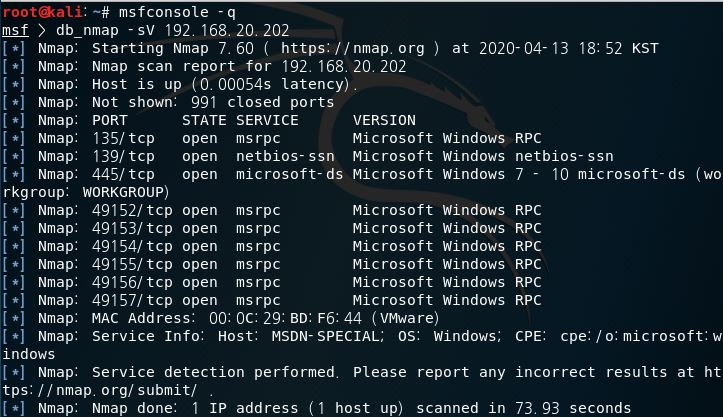 root@kali:~# msfconsole -q
msf > db_nmap -sV 192.168.20.202
[*] Nmap: Starting Nmap 7.60 ( https://nmap.org ) at 2020-04-13 18:52 KST
[*] Nmap: Nmap scan report for 192.168.20.202
[*] Nmap: Host is up (0.00054s latency).
[*] Nmap: Not shown: 991 closed ports
[*] Nmap: PORT      STATE SERVICE      VERSION
[*] Nmap: 135/tcp   open  msrpc        Microsoft Windows RPC
[*] Nmap: 139/tcp   open  netbios-ssn  Microsoft Windows netbios-ssn
[*] Nmap: 445/tcp   open  microsoft-ds Microsoft Windows 7 - 10 microsoft-ds (wo
rkgroup: WORKGROUP)
[*] Nmap: 49152/tcp open  msrpc        Microsoft Windows RPC
[*] Nmap: 49153/tcp open  msrpc        Microsoft Windows RPC
[*] Nmap: 49154/tcp open  msrpc        Microsoft Windows RPC
[*] Nmap: 49155/tcp open  msrpc        Microsoft Windows RPC
[*] Nmap: 49156/tcp open  msrpc        Microsoft Windows RPC
[*] Nmap: 49157/tcp open  msrpc        Microsoft Windows RPC
[*] Nmap: MAC Address: 00:0C:29:BD:F6:44 (VMware)
[*] Nmap: Service Info: Host: MSDN-SPECIAL; OS: Windows; CPE: cpe:/o:microsoft:w
indows
[*] Nmap: Service detection performed. Please report any incorrect results at ht
tps://nmap.org/submit/ .
[*] Nmap: Nmap done: 1 IP address (1 host up) scanned in 73.93 seconds